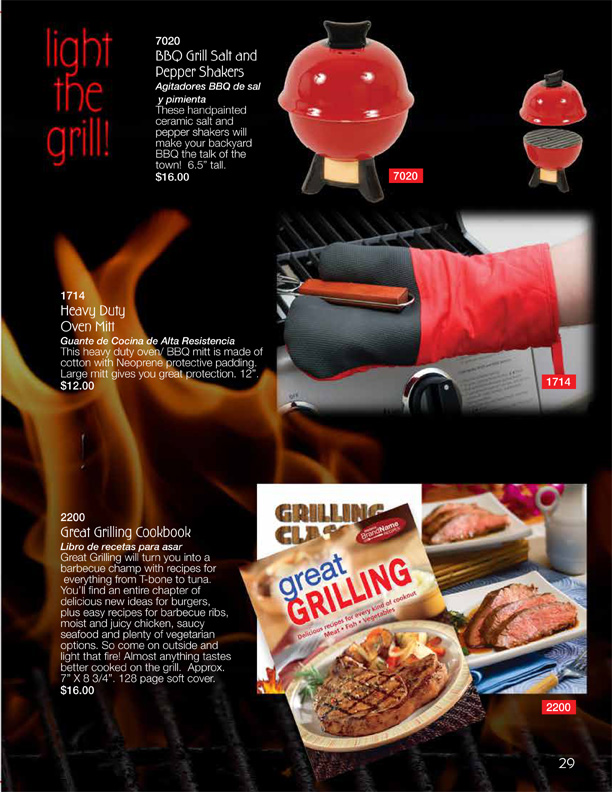 light
the
grill!
7020
BBQ Grill Salt and
Pepper Shakers
Agitadores BBQ de sal
y pimienta
These handpainted
ceramic salt and
pepper shakers will
make your backyard
BBQ the talk of the
town! 6.5" tall.
$16.00
7020
1714
Heavy Duty
Oven Mitt
Guante de Cocina de Alta Resistencia
This heavy duty oven/ BBQ mitt is made of
cotton with Neoprene protective padding.
Large mitt gives you great protection. 12".
$12.00
1714
2200
Great Grilling Cookbook
Libro de recetas para asar
Great Grilling will turn you into a
barbecue champ with recipes for
everything from T-bone to tuna.
You'll find an entire chapter of
delicious new ideas for burgers,
plus easy recipes for barbecue ribs,
moist and juicy chicken, saucy
seafood and plenty of vegetarian
options. So come on outside and
light that fire! Almost anything tastes
better cooked on the grill. Approx.
7" X 8 3/4". 128 page soft cover.
$16.00
GRILLING
CLAS
BrandName
great
GRILLING
Delicious recipes for every kind of cookout
Meat • Fish • Vegetables
2200
29